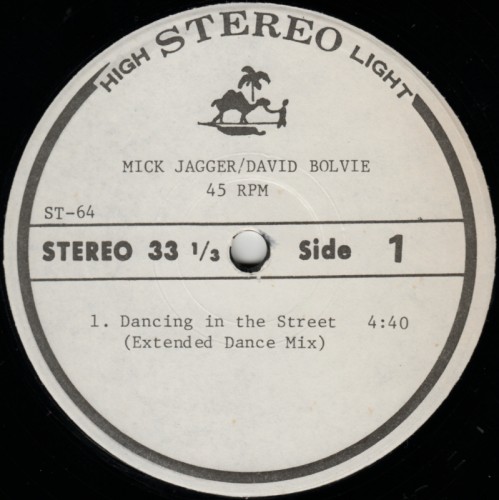 HIGH STEREO LIGHT
MICK JAGGER/DAVID BOLVIE
45 RPM
ST-64
STEREO 33 1/3 Side 1
1. Dancing in the Street 4:40
(Extended Dance Mix)